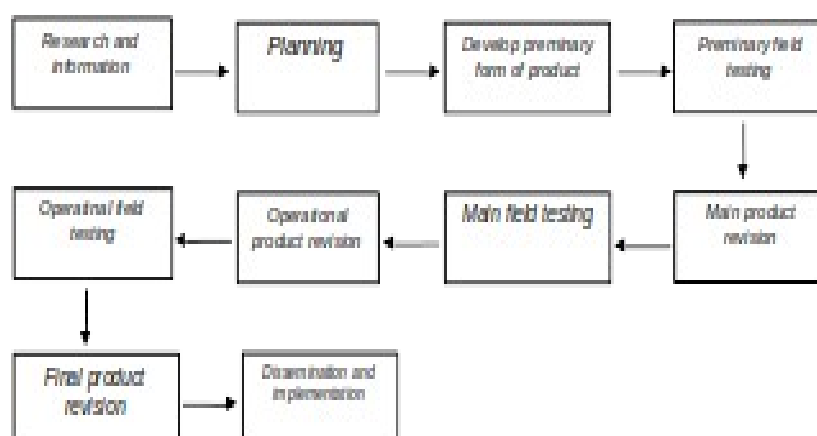 Research and
information
Planning
Develop preminary
form of product
Preminary field
testing
Main product
revision
Main field testing
Operational
product revision
Operatinal field
testing
Final product
revision
Dissemination and
implementation